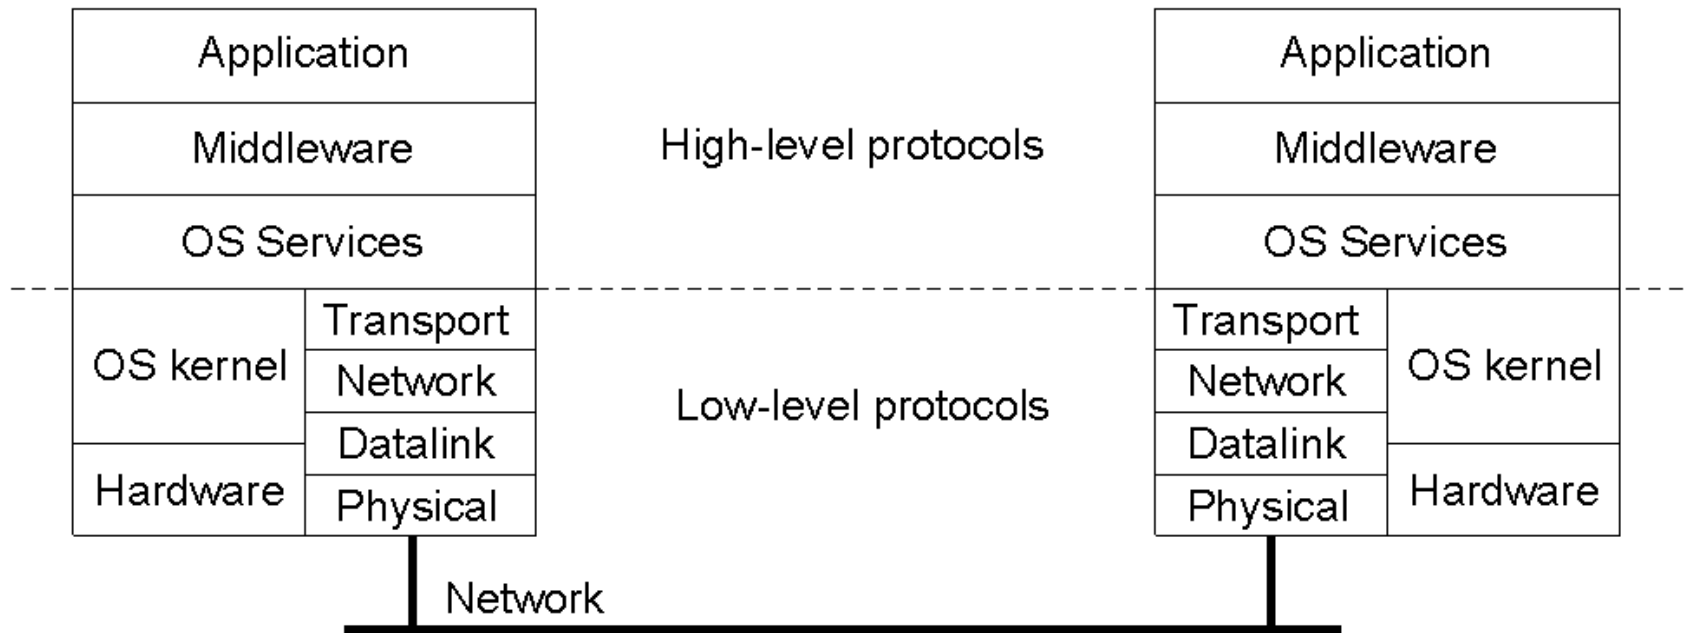 Application
Middleware
OS Services
OS kernel
Hardware
Transport
Network
Datalink
Physical
High-level protocols
Low-level protocols
Network
Application
Middleware
OS Services
Transport
Network
Datalink
Physical
OS kernel
Hardware